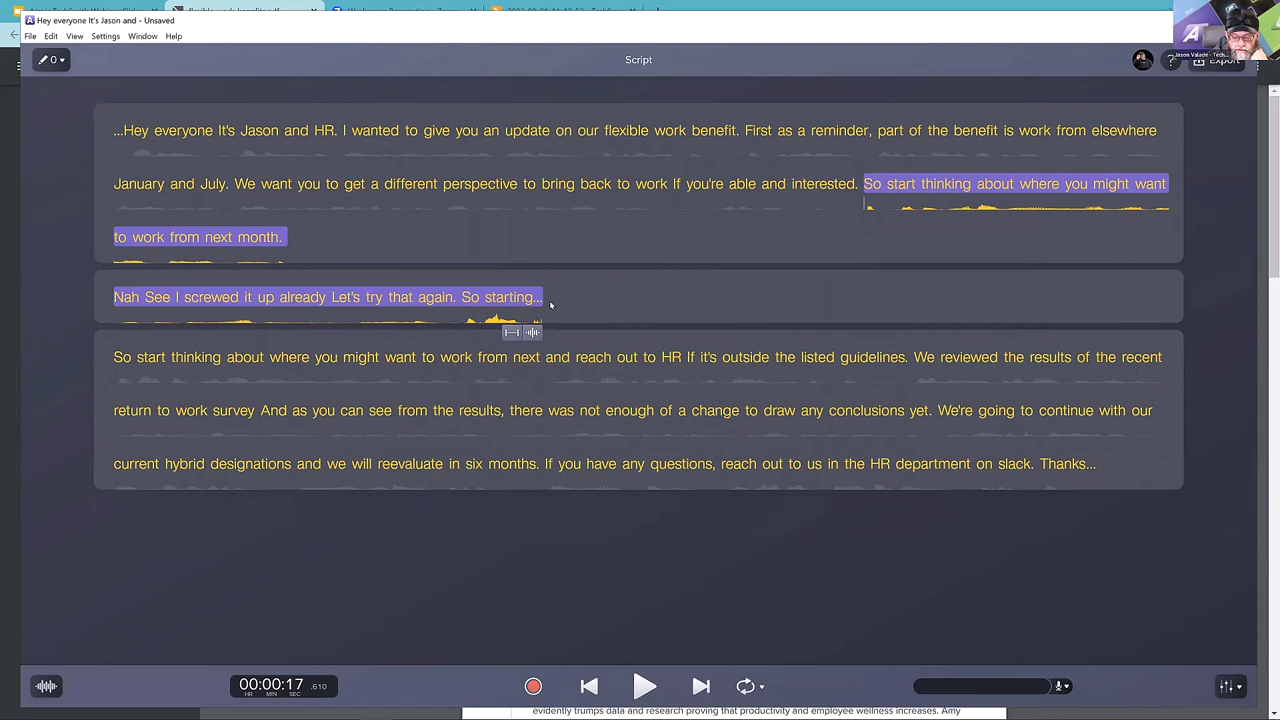 Hey everyone It's Jason and - Unsaved
File Edit View Settings Window Help
0
Script
Export
...Hey everyone It's Jason and HR. I wanted to give you an update on our flexible work benefit. First as a reminder, part of the benefit is work from elsewhere
January and July. We want you to get a different perspective to bring back to work If you're able and interested. So start thinking about where you might want
to work from next month.
Nah See I screwed it up already Let's try that again. So starting...
So start thinking about where you might want to work from next and reach out to HR If it's outside the listed guidelines. We reviewed the results of the recent
return to work survey And as you can see from the results, there was not enough of a change to draw any conclusions yet. We're going to continue with our
current hybrid designations and we will reevaluate in six months. If you have any questions, reach out to us in the HR department on slack. Thanks...
00:00:17 .610
HR MIN SEC
evidently trumps data and research proving that productivity and employee wellness increases. Amy